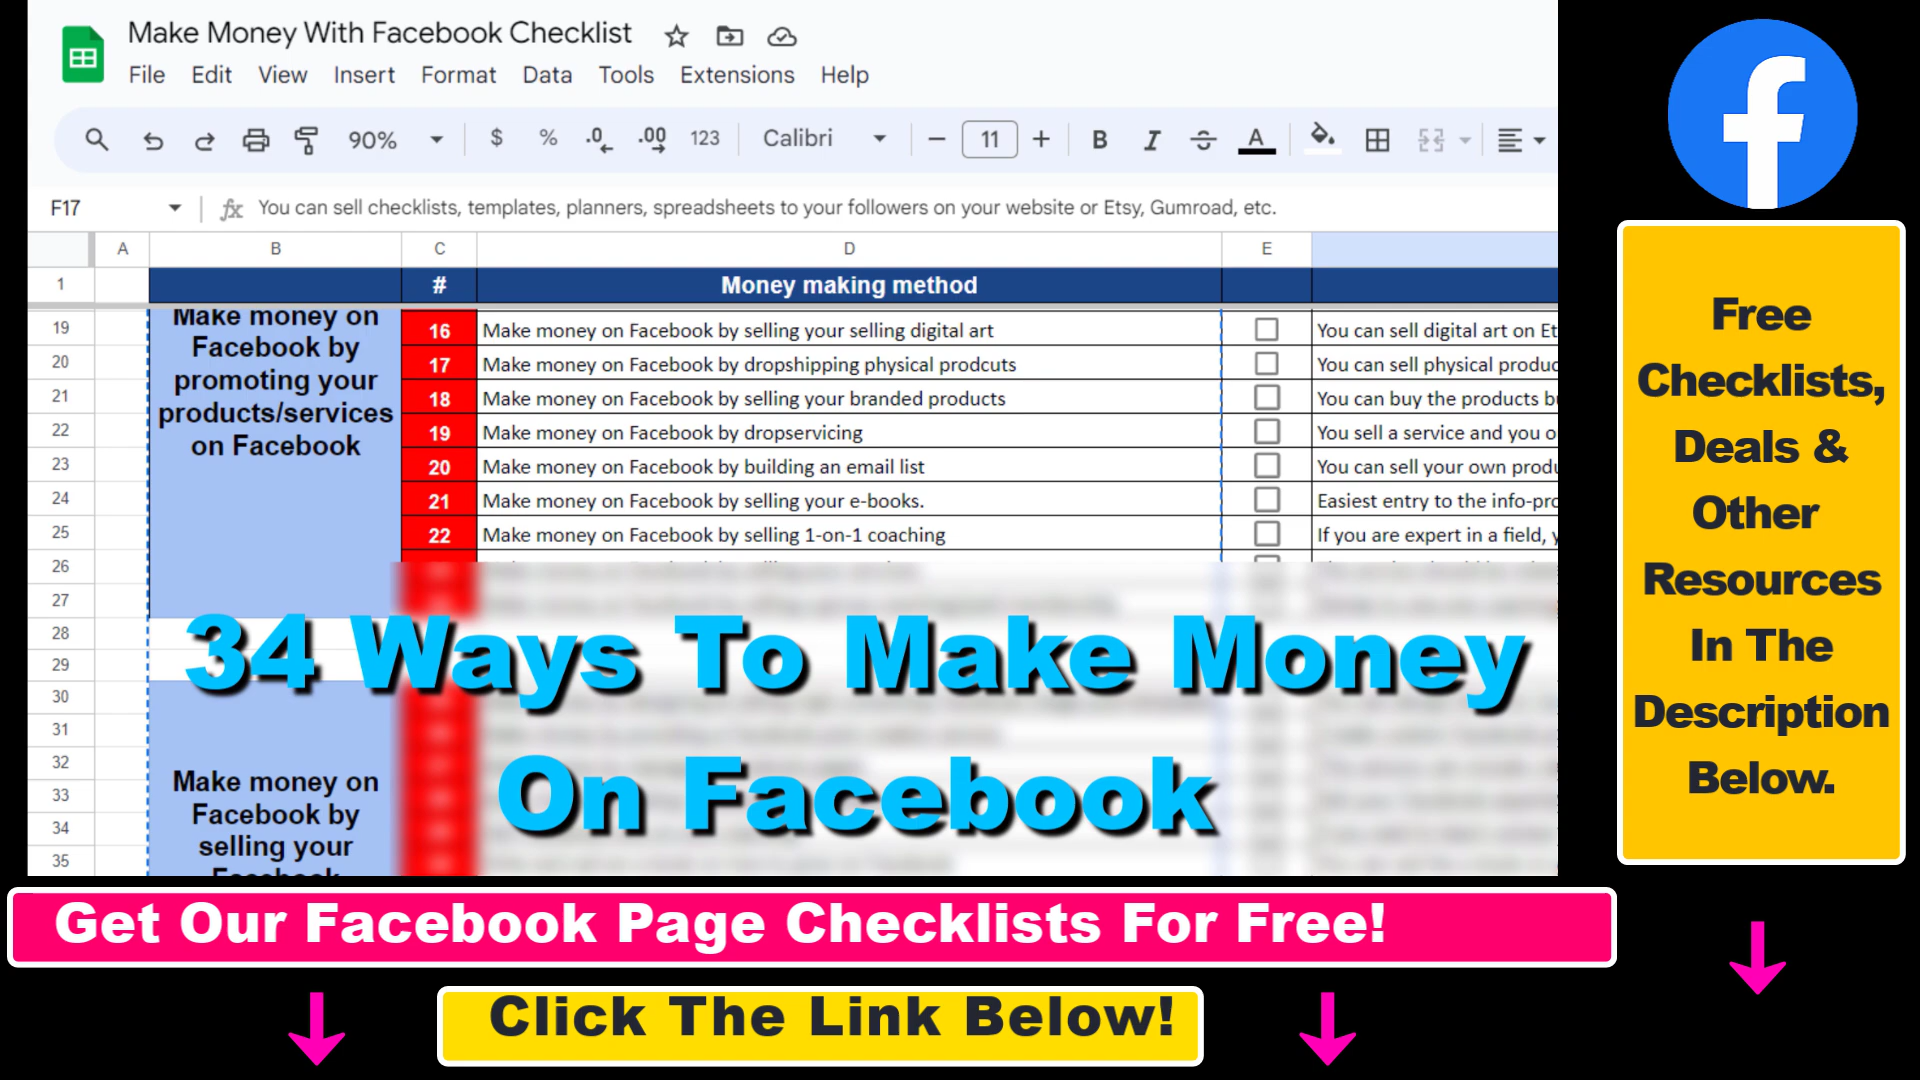 Make Money With Facebook Checklist
File Edit View Insert Format Data Tools Extensions Help
90% $ % .0 .00 123 Calibri 11 B I S A
F17 fx You can sell checklists, templates, planners, spreadsheets to your followers on your website or Etsy, Gumroad, etc.
A B C D E
1 # Money making method
Make money on
Facebook by
promoting your
products/services
on Facebook
19 16 Make money on Facebook by selling your selling digital art You can sell digital art on Et
20 17 Make money on Facebook by dropshipping physical prodcuts You can sell physical produc
21 18 Make money on Facebook by selling your branded products You can buy the products b
22 19 Make money on Facebook by dropservicing You sell a service and you o
23 20 Make money on Facebook by building an email list You can sell your own produ
24 21 Make money on Facebook by selling your e-books. Easiest entry to the info-pro
25 22 Make money on Facebook by selling 1-on-1 coaching If you are expert in a field, y
26
27
28
29
30
31
32
33
34
35
34 Ways To Make Money
On Facebook
Make money on
Facebook by
selling your
Facebook
Free
Checklists,
Deals &
Other
Resources
In The
Description
Below.
Get Our Facebook Page Checklists For Free!
Click The Link Below!